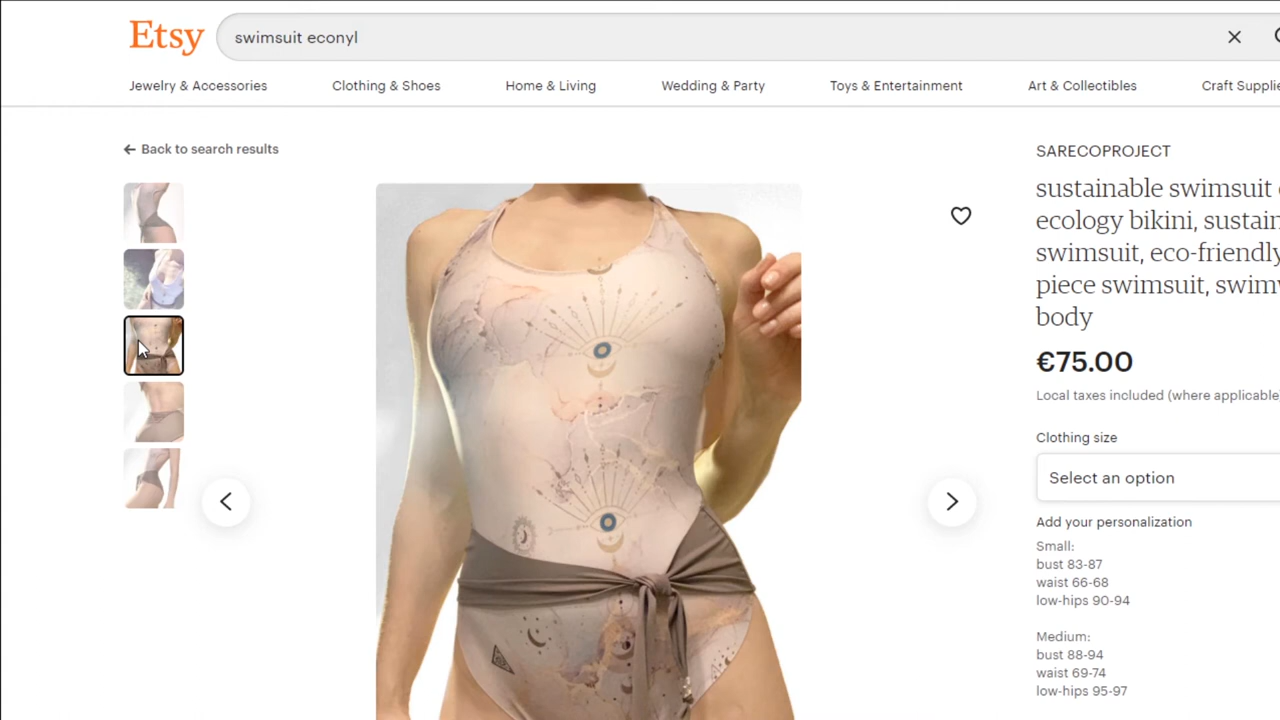 Etsy
swimsuit econyl
Jewelry & Accessories
Clothing & Shoes
Home & Living
Wedding & Party
Toys & Entertainment
Art & Collectibles
Craft
Back to search results
SARECOPROJECT
sustainable swimsuit
ecology bikini,
swimsuit, eco-friendly
piece swimsuit,
body
€75.00
Local taxes included (where applicable
Clothing size
Select an option
Add your personalization
Small:
bust 83-87
waist 66-68
low-hips 90-94
Medium:
bust 88-94
waist 69-74
low-hips 95-97